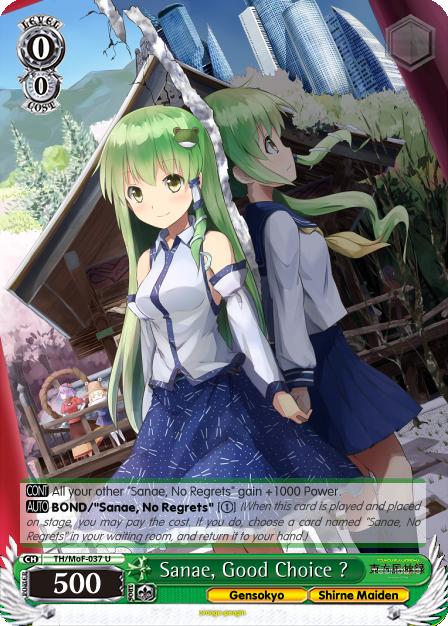 LEVEL
0
0
COST
CONT All your other "Sanae, No Regrets" gain +1000 Power.
AUTO BOND/"Sanae, No Regrets" [①] (When this card is played and placed
on stage, you may pay the cost. If you do, choose a card named "Sanae, No
Regrets" in your waiting room, and return it to your hand.)
CH TH/MoF-037 U
POWER 500 SOUL Sanae, Good Choice ?
Gensokyo Shirne Maiden